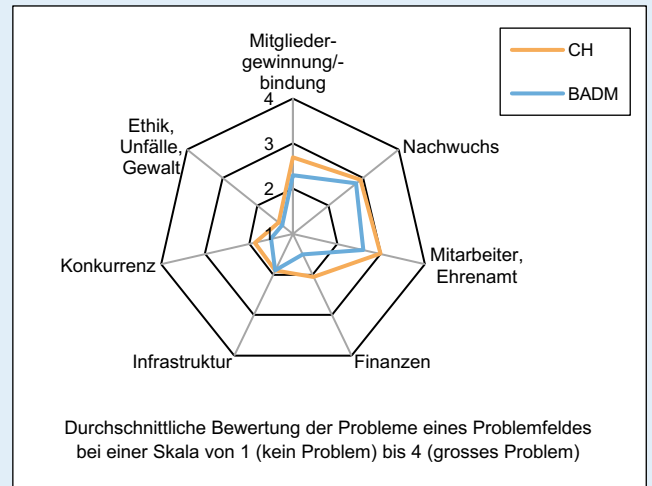 Mitglieder-
gewinnung/-
bindung
CH
BADM
4
3
2
1
Nachwuchs
Mitarbeiter,
Ehrenamt
Finanzen
Infrastruktur
Konkurrenz
Ethik,
Unfälle,
Gewalt
Durchschnittliche Bewertung der Probleme eines Problemfeldes
bei einer Skala von 1 (kein Problem) bis 4 (grosses Problem)